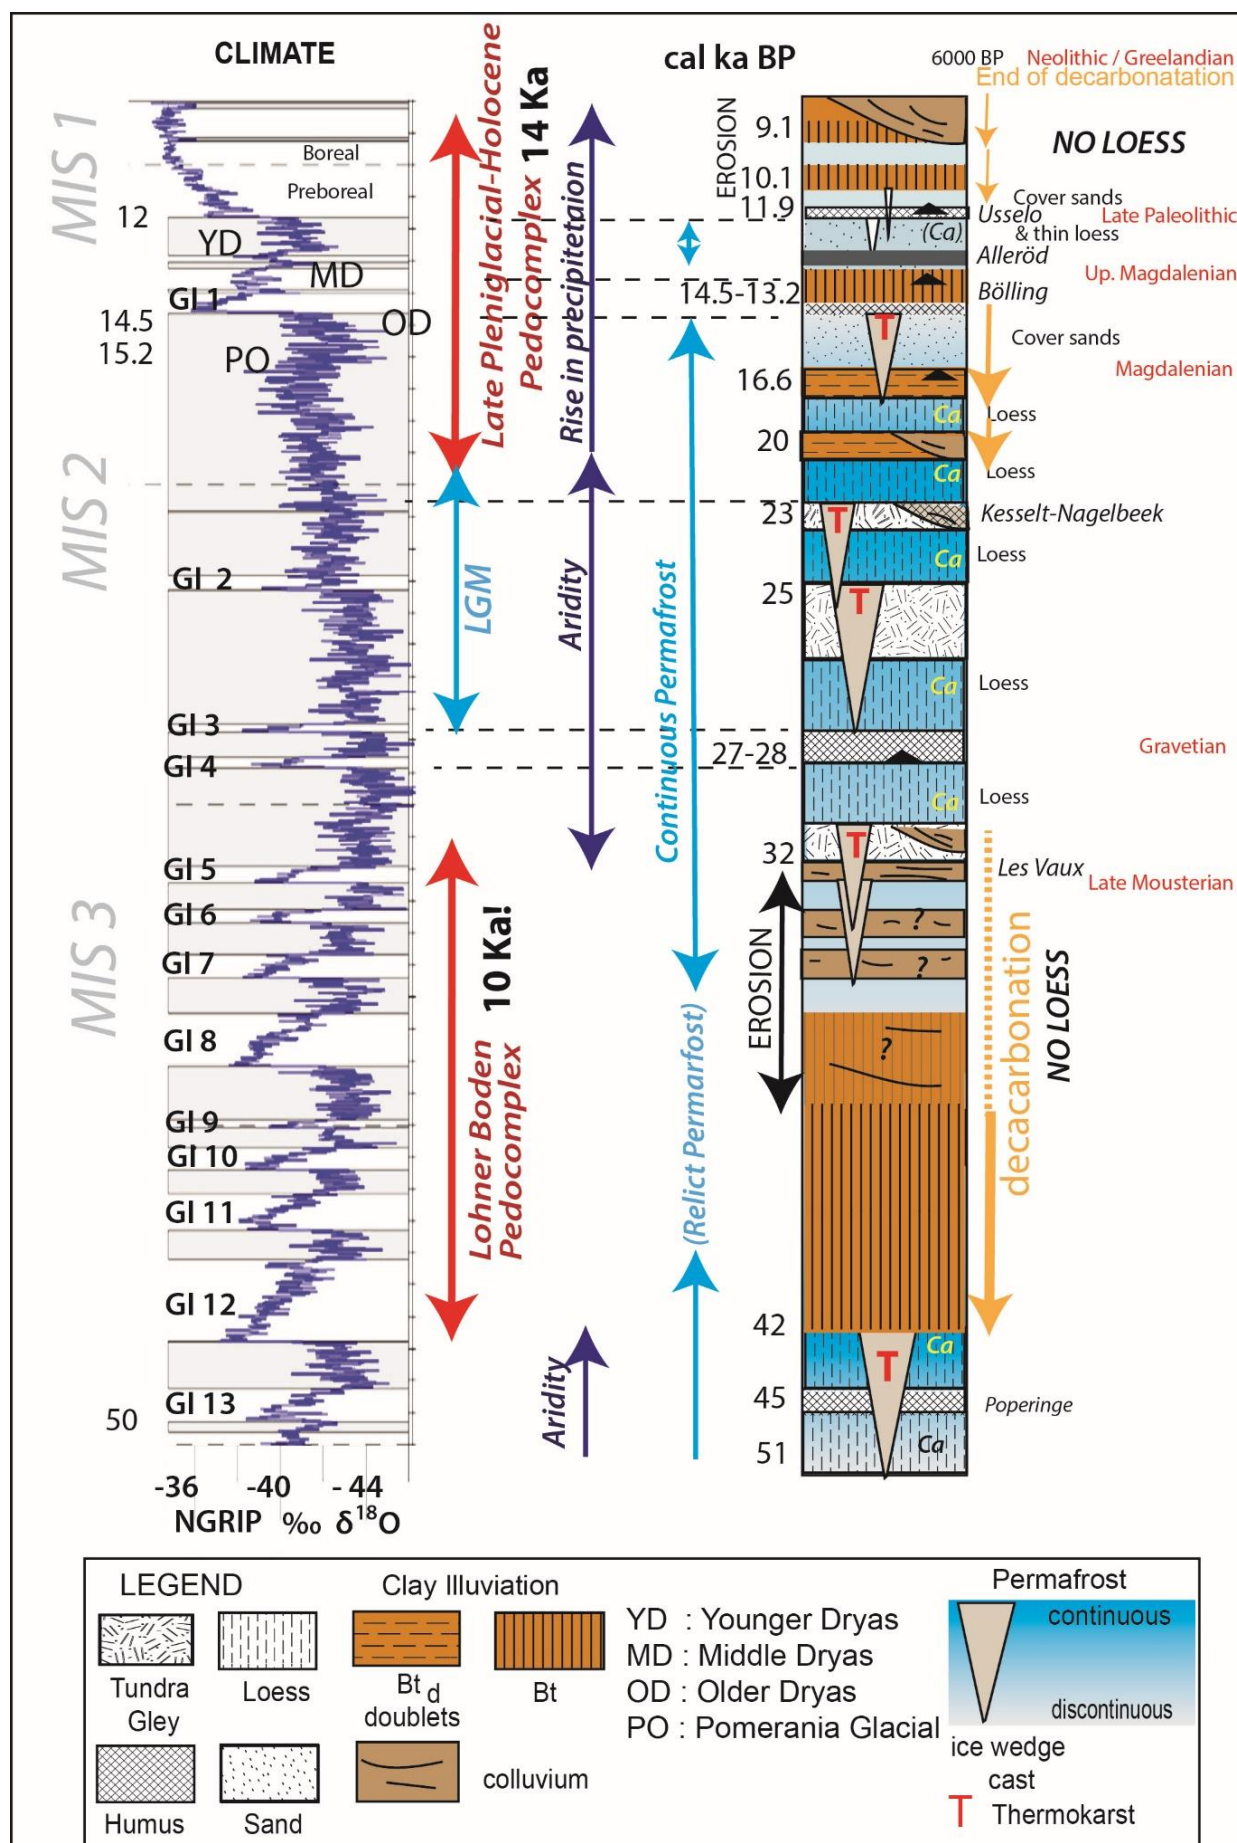 CLIMATE
cal ka BP
6000 BP
Neolithic / Greelandian
End of decarbonatation
MIS 1
Boreal
Preboreal
12
YD
MD
GI 1
14.5
OD
15.2
PO
MIS 2
GI 2
GI 3
GI 4
MIS 3
GI 5
GI 6
GI 7
GI 8
GI 9
GI 10
GI 11
GI 12
GI 13
50
-36
-40
- 44
NGRIP ‰ δ18O
Late Pleniglacial-Holocene
Pedocomplex 14 Ka
LGM
Lohner Boden
Pedocomplex
10 Ka!
Rise in precipitetaion
Aridity
Aridity
Continuous Permafrost
(Relict Permarfost)
EROSION
9.1
10.1
11.9
14.5-13.2
16.6
20
23
25
27-28
32
EROSION
42
45
51
NO LOESS
Cover sands
Usselo
Late Paleolithic
(Ca)
& thin loess
Alleröd
Up. Magdalenian
Bölling
T
Cover sands
Magdalenian
Ca
Loess
Ca
Loess
T
Kesselt-Nagelbeek
Ca
Loess
T
Ca
Loess
Gravetian
Ca
Loess
T
Les Vaux
Late Mousterian
?
?
?
decacarbonation
NO LOESS
Ca
T
Poperinge
Ca
LEGEND
Clay Illuviation
Tundra
Gley
Loess
Bt d
doublets
Bt
Humus
Sand
colluvium
YD : Younger Dryas
MD : Middle Dryas
OD : Older Dryas
PO : Pomerania Glacial
Permafrost
continuous
discontinuous
ice wedge
cast
T Thermokarst